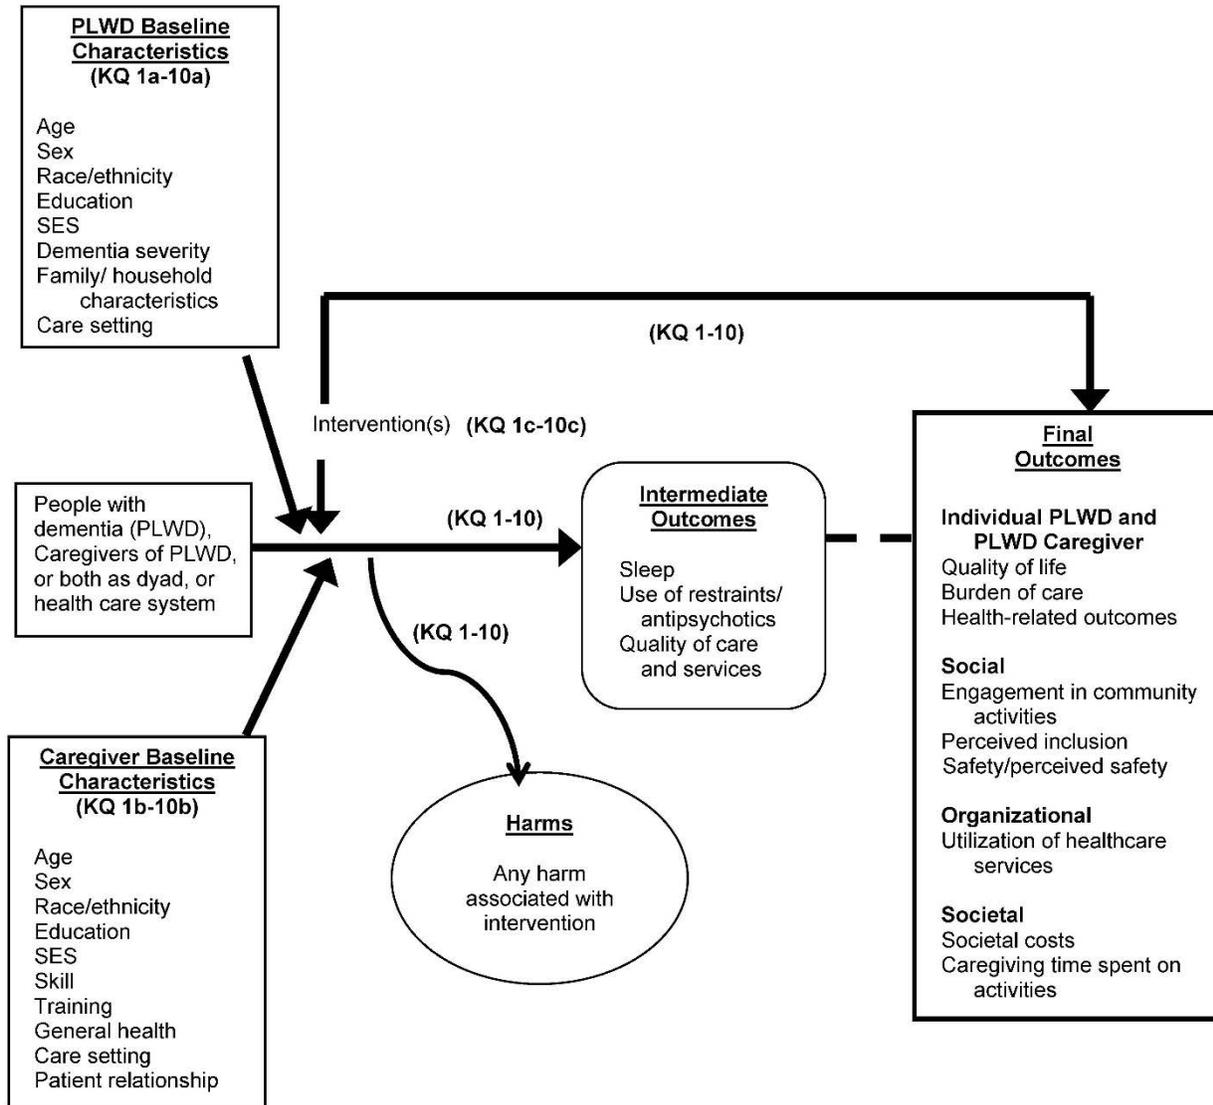 PLWD Baseline
Characteristics
(KQ 1a-10a)
Age
Sex
Race/ethnicity
Education
SES
Dementia severity
Family/ household
characteristics
Care setting
(KQ 1-10)
Intervention(s) (KQ 1c-10c)
People with
dementia (PLWD),
Caregivers of PLWD,
or both as dyad, or
health care system
(KQ 1-10)
(KQ 1-10)
Intermediate
Outcomes
Sleep
Use of restraints/
antipsychotics
Quality of care
and services
Final
Outcomes
Individual PLWD and
PLWD Caregiver
Quality of life
Burden of care
Health-related outcomes
Social
Engagement in community
activities
Perceived inclusion
Safety/perceived safety
Organizational
Utilization of healthcare
services
Societal
Societal costs
Caregiving time spent on
activities
Caregiver Baseline
Characteristics
(KQ 1b-10b)
Age
Sex
Race/ethnicity
Education
SES
Skill
Training
General health
Care setting
Patient relationship
Harms
Any harm
associated with
intervention